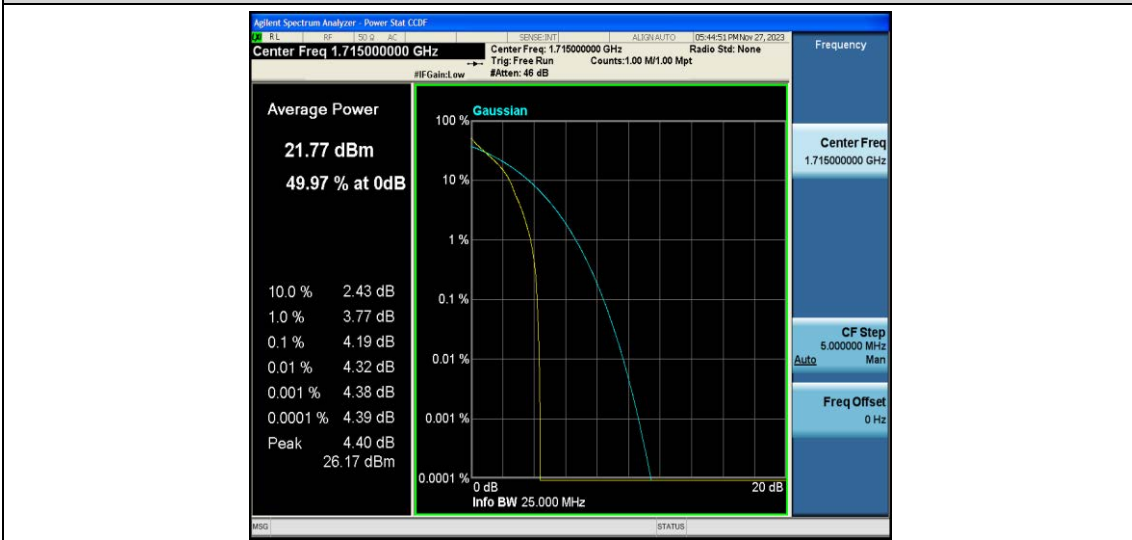 Agilent Spectrum Analyzer - Power Stat CCDF
LXI RL RF 50 Ω AC SENSE:INT ALIGNAUTO 05:44:51 PM Nov 27, 2023
Center Freq 1.715000000 GHz
Center Freq: 1.715000000 GHz Radio Std: None
Trig: Free Run Counts:1.00 M/1.00 Mpt
#IFGain:Low #Atten: 46 dB
Frequency
Average Power
21.77 dBm
49.97 % at 0dB
10.0 % 2.43 dB
1.0 % 3.77 dB
0.1 % 4.19 dB
0.01 % 4.32 dB
0.001 % 4.38 dB
0.0001 % 4.39 dB
Peak 4.40 dB
26.17 dBm
Gaussian
100 %
10 %
1 %
0.1 %
0.01 %
0.001 %
0.0001 %
0 dB 20 dB
Info BW 25.000 MHz
Center Freq
1.715000000 GHz
CF Step
5.000000 MHz
Auto Man
Freq Offset
0 Hz
MSG STATUS